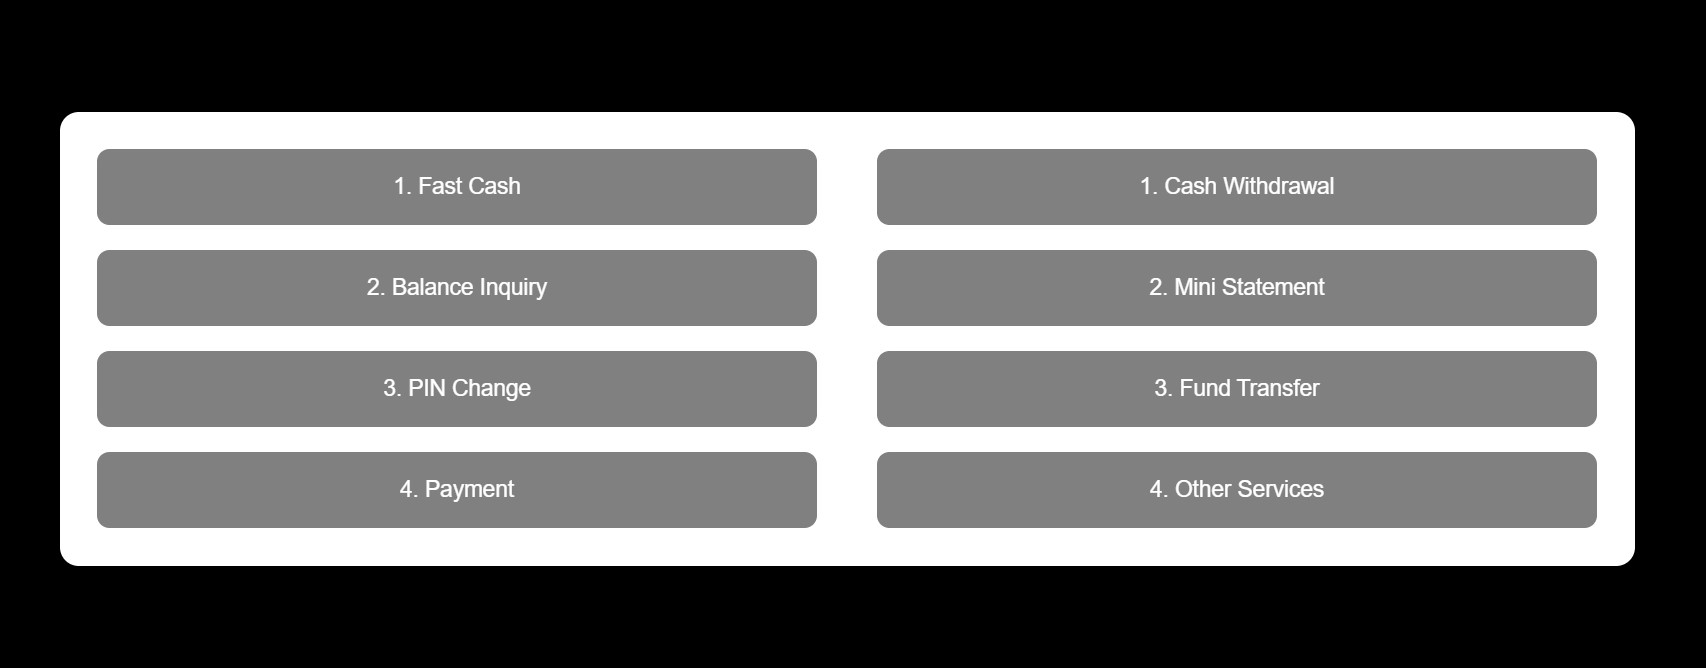 1. Fast Cash
1. Cash Withdrawal
2. Balance Inquiry
2. Mini Statement
3. PIN Change
3. Fund Transfer
4. Payment
4. Other Services